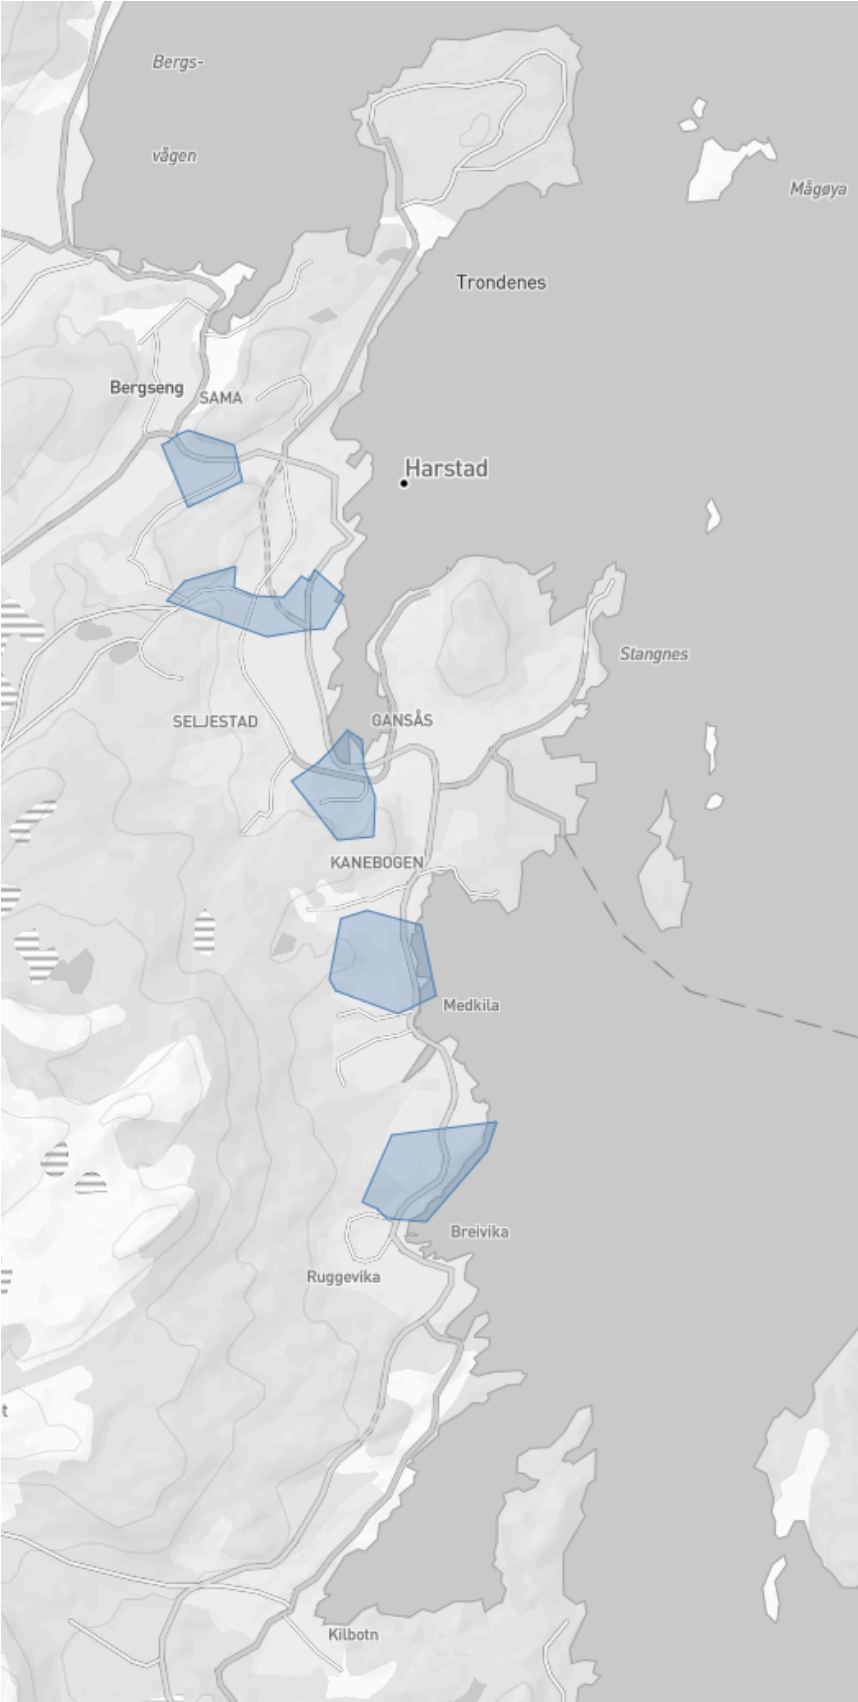 Bergs-
vågen
Mågøya
Trondenes
Bergseng
SAMA
Harstad
Stangnes
SELJESTAD
GANSÅS
KANEBOGEN
Medkila
Breivika
Ruggevika
t
Kilbotn